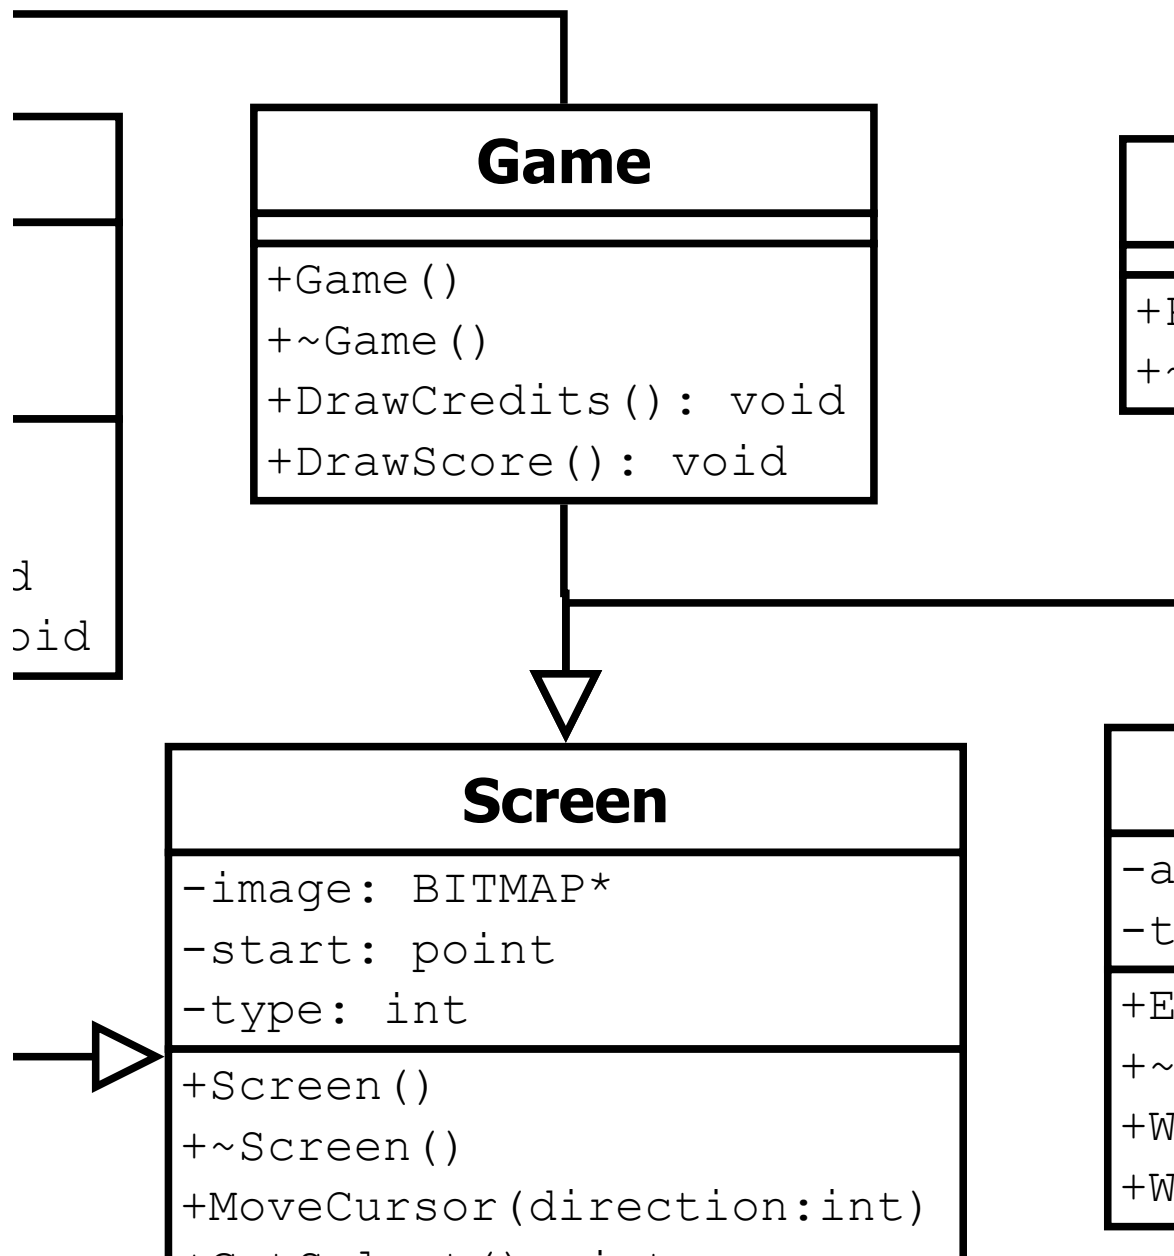 Game
+Game()
+~Game()
+DrawCredits(): void
+DrawScore(): void
Screen
-image: BITMAP*
-start: point
-type: int
+Screen()
+~Screen()
+MoveCursor(direction:int)